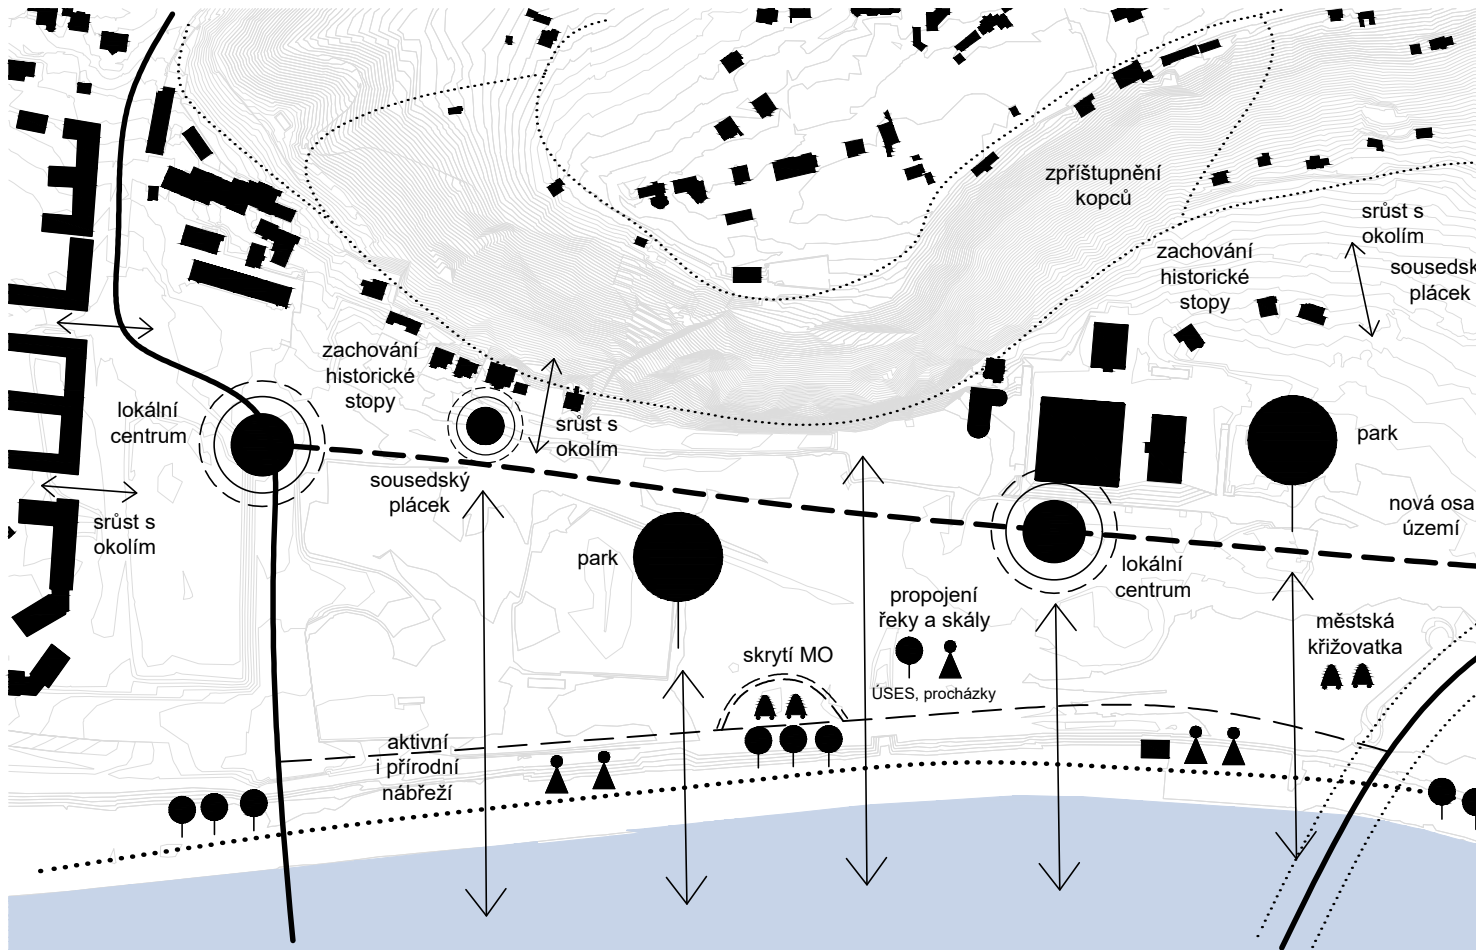 zpříštupnění
kopců
srůst s
okolím
zachování
historické
stopy
sousedsk
plácek
zachování
historické
stopy
lokální
centrum
srůst s
okolím
park
sousedský
plácek
srůst s
okolím
nová osa
území
park
lokální
centrum
propojení
řeky a skály
ÚSES, procházky
městská
křižovatka
skrytí MO
aktivní
i přírodní
nábřeží